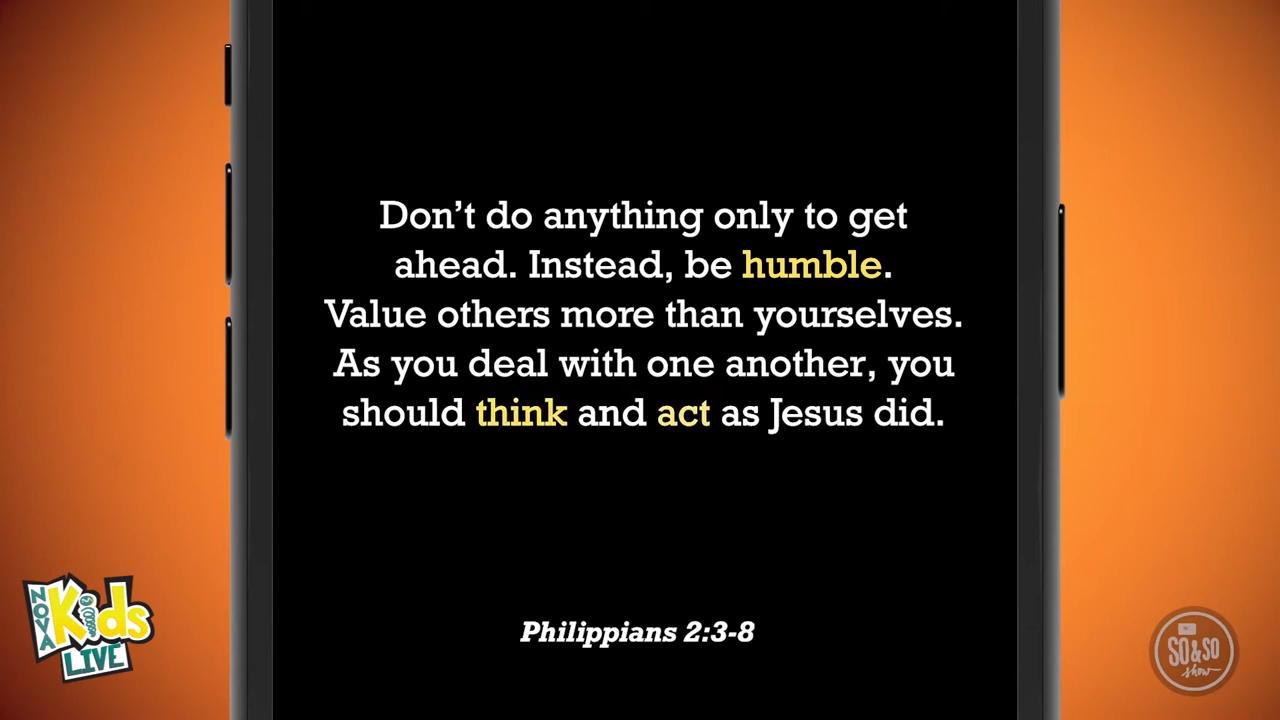 Don't do anything only to get
ahead. Instead, be humble.
Value others more than yourselves.
As you deal with one another, you
should think and act as Jesus did.
Philippians 2:3-8
NOVA
Kids
LIVE
SO & SO
show